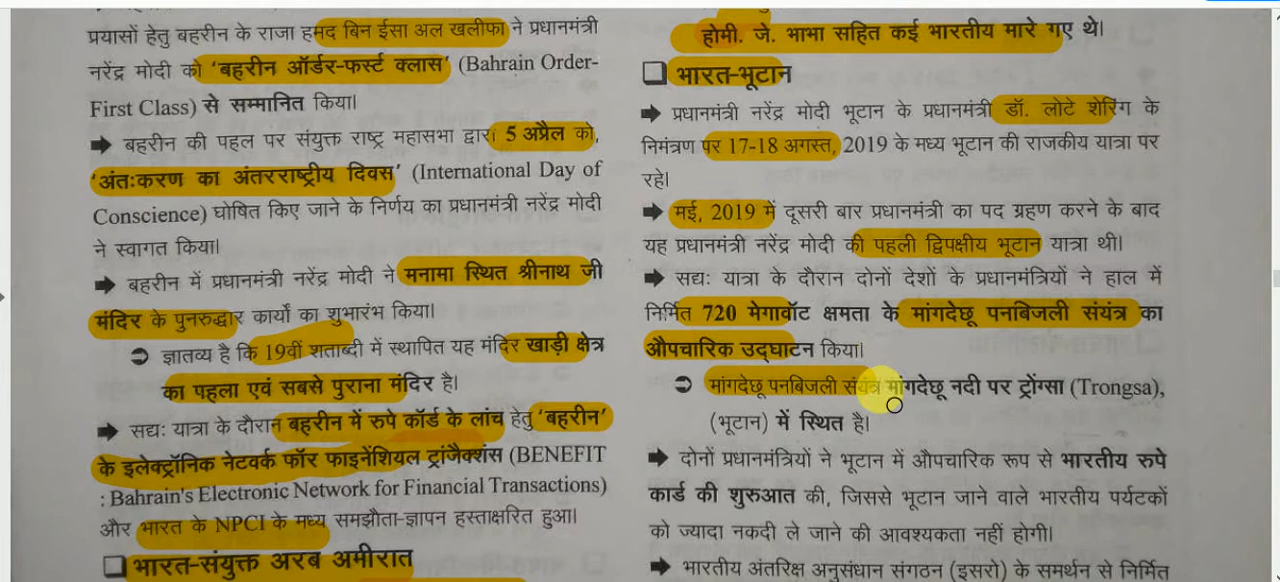 प्रयासों हेतु बहरीन के राजा हमद बिन ईसा अल खलीफा ने प्रधानमंत्री
नरेंद्र मोदी को 'बहरीन ऑर्डर-फर्स्ट क्लास' (Bahrain Order-
First Class) से सम्मानित किया।
➡ बहरीन की पहल पर संयुक्त राष्ट्र महासभा द्वारा 5 अप्रैल को,
'अंतःकरण का अंतरराष्ट्रीय दिवस' (International Day of
Conscience) घोषित किए जाने के निर्णय का प्रधानमंत्री नरेंद्र मोदी
ने स्वागत किया।
➡ बहरीन में प्रधानमंत्री नरेंद्र मोदी ने मनामा स्थित श्रीनाथ जी
मंदिर के पुनरुद्धार कार्यों का शुभारंभ किया।
➲ ज्ञातव्य है कि 19वीं शताब्दी में स्थापित यह मंदिर खाड़ी क्षेत्र
का पहला एवं सबसे पुराना मंदिर है।
➡ सद्यः यात्रा के दौरान बहरीन में रुपे कॉर्ड के लांच हेतु 'बहरीन'
के इलेक्ट्रॉनिक नेटवर्क फॉर फाइनेंशियल ट्रांजैक्शंस (BENEFIT
: Bahrain's Electronic Network for Financial Transactions)
और भारत के NPCI के मध्य समझौता-ज्ञापन हस्ताक्षरित हुआ।
❑ भारत-संयुक्त अरब अमीरात
होमी. जे. भाभा सहित कई भारतीय मारे गए थे।
❑ भारत-भूटान
➡ प्रधानमंत्री नरेंद्र मोदी भूटान के प्रधानमंत्री डॉ. लोटे शेरिंग के
निमंत्रण पर 17-18 अगस्त, 2019 के मध्य भूटान की राजकीय यात्रा पर
रहे।
➡ मई, 2019 में दूसरी बार प्रधानमंत्री का पद ग्रहण करने के बाद
यह प्रधानमंत्री नरेंद्र मोदी की पहली द्विपक्षीय भूटान यात्रा थी।
➡ सद्यः यात्रा के दौरान दोनों देशों के प्रधानमंत्रियों ने हाल में
निर्मित 720 मेगावॉट क्षमता के मांगदेछू पनबिजली संयंत्र का
औपचारिक उद्घाटन किया।
➲ मांगदेछू पनबिजली संयंत्र मांगदेछू नदी पर ट्रोंग्सा (Trongsa),
(भूटान) में स्थित है।
➡ दोनों प्रधानमंत्रियों ने भूटान में औपचारिक रूप से भारतीय रुपे
कार्ड की शुरुआत की, जिससे भूटान जाने वाले भारतीय पर्यटकों
को ज्यादा नकदी ले जाने की आवश्यकता नहीं होगी।
➡ भारतीय अंतरिक्ष अनुसंधान संगठन (इसरो) के समर्थन से निर्मित